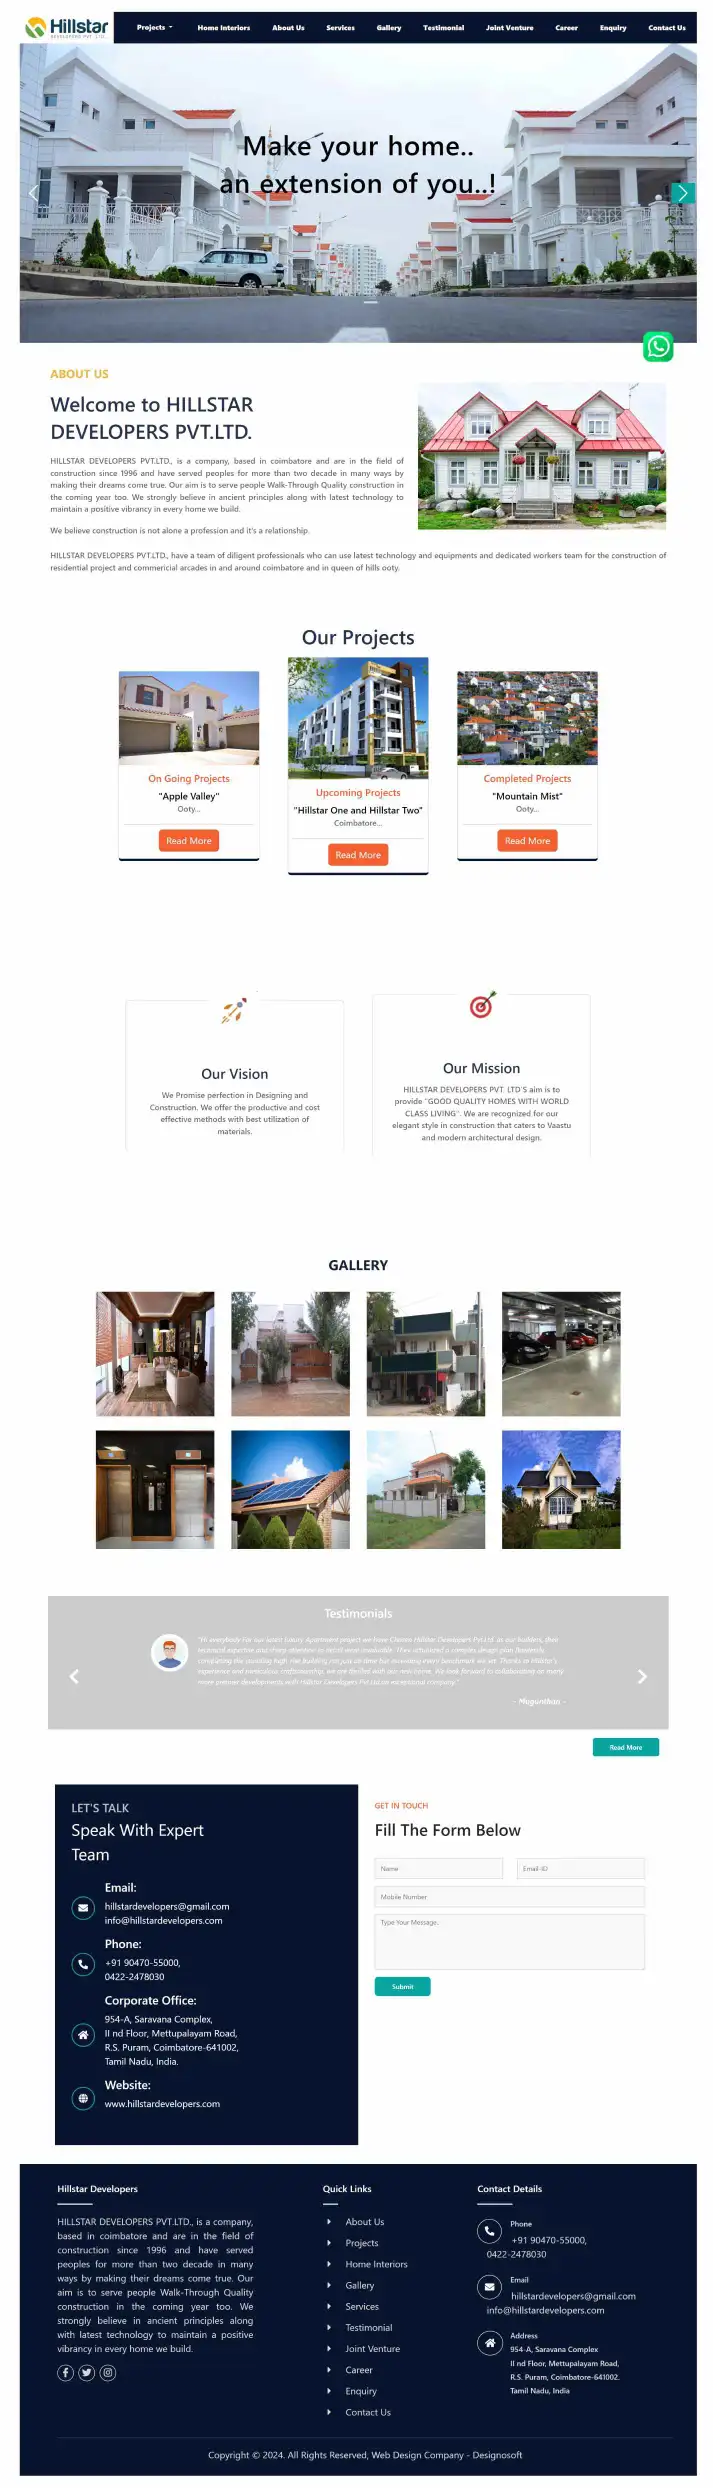 Hillstar
DEVELOPERS PVT. LTD.
Projects
Home Interiors
About Us
Services
Gallery
Testimonial
Joint Venture
Career
Enquiry
Contact Us
Make your home..
an extension of you..!
ABOUT US
Welcome to HILLSTAR
DEVELOPERS PVT.LTD.
HILLSTAR DEVELOPERS PVT.LTD., is a company, based in coimbatore and are in the field of
construction since 1996 and have served peoples for more than two decade in many ways by
making their dreams come true. Our aim is to serve people Walk-Through Quality construction in
the coming year too. We strongly believe in ancient principles along with latest technology to
maintain a positive vibrancy in every home we build.
We believe construction is not alone a profession and it's a relationship.
HILLSTAR DEVELOPERS PVT.LTD., have a team of diligent professionals who can use latest technology and equipments and dedicated workers team for the construction of
residential project and commericial arcades in and around coimbatore and in queen of hills ooty.
Our Projects
On Going Projects
"Apple Valley"
Ooty...
Read More
Upcoming Projects
"Hillstar One and Hillstar Two"
Coimbatore...
Read More
Completed Projects
"Mountain Mist"
Ooty...
Read More
Our Vision
We Promise perfection in Designing and
Construction. We offer the productive and cost
effective methods with best utilization of
materials.
Our Mission
HILLSTAR DEVELOPERS PVT. LTD`S aim is to
provide "GOOD QUALITY HOMES WITH WORLD
CLASS LIVING". We are recognized for our
elegant style in construction that caters to Vaastu
and modern architectural design.
GALLERY
Testimonials
- Meganthan -
Read More
LET'S TALK
Speak With Expert
Team
Email:
hillstardevelopers@gmail.com
info@hillstardevelopers.com
Phone:
+91 90470-55000,
0422-2478030
Corporate Office:
954-A, Saravana Complex,
II nd Floor, Mettupalayam Road,
R.S. Puram, Coimbatore-641002,
Tamil Nadu, India.
Website:
www.hillstardevelopers.com
GET IN TOUCH
Fill The Form Below
Name
Email-ID
Mobile Number
Type Your Message..
Submit
Hillstar Developers
HILLSTAR DEVELOPERS PVT.LTD., is a company,
based in coimbatore and are in the field of
construction since 1996 and have served
peoples for more than two decade in many
ways by making their dreams come true. Our
aim is to serve people Walk-Through Quality
construction in the coming year too. We
strongly believe in ancient principles along
with latest technology to maintain a positive
vibrancy in every home we build.
Quick Links
About Us
Projects
Home Interiors
Gallery
Services
Testimonial
Joint Venture
Career
Enquiry
Contact Us
Contact Details
Phone
+91 90470-55000,
0422-2478030
Email
hillstardevelopers@gmail.com
info@hillstardevelopers.com
Address
954-A, Saravana Complex
II nd Floor, Mettupalayam Road,
R.S. Puram, Coimbatore-641002.
Tamil Nadu, India
Copyright © 2024. All Rights Reserved, Web Design Company - Designosoft